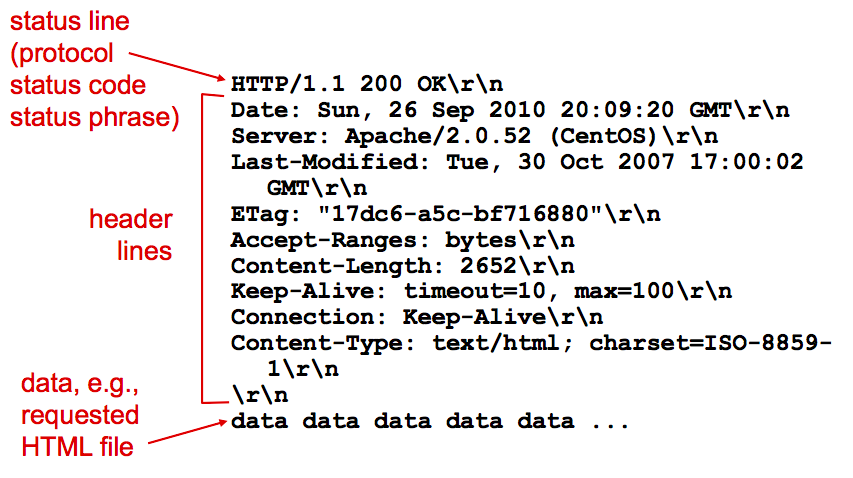 status line
(protocol
status code
status phrase)
HTTP/1.1 200 OK\r\n
Date: Sun, 26 Sep 2010 20:09:20 GMT\r\n
Server: Apache/2.0.52 (CentOS)\r\n
Last-Modified: Tue, 30 Oct 2007 17:00:02
GMT\r\n
ETag: "17dc6-a5c-bf716880"\r\n
Accept-Ranges: bytes\r\n
Content-Length: 2652\r\n
Keep-Alive: timeout=10, max=100\r\n
Connection: Keep-Alive\r\n
Content-Type: text/html; charset=ISO-8859-
1\r\n
\r\n
data data data data data ...
header
lines
data, e.g.,
requested
HTML file